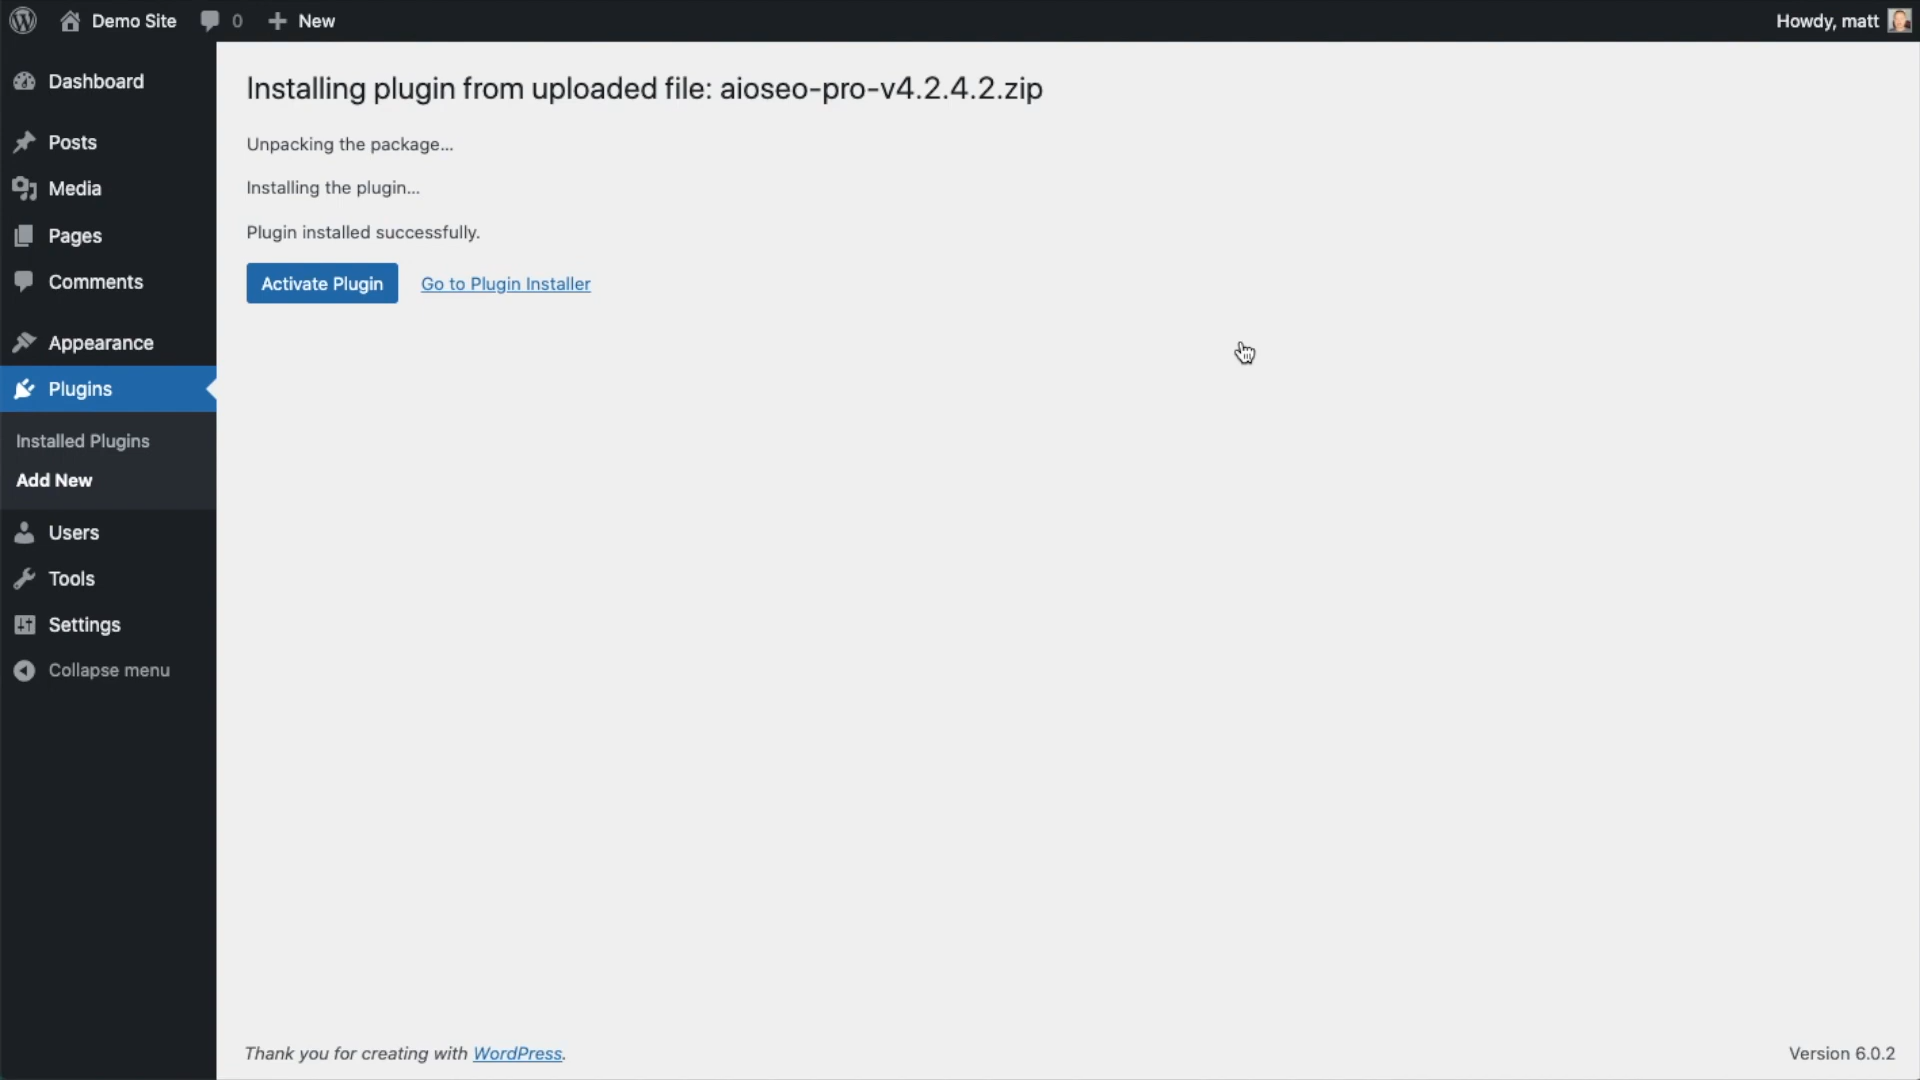 Demo Site
0
New
Howdy, matt
Dashboard
Posts
Media
Pages
Comments
Appearance
Plugins
Installed Plugins
Add New
Users
Tools
Settings
Collapse menu
Installing plugin from uploaded file: aioseo-pro-v4.2.4.2.zip
Unpacking the package…
Installing the plugin…
Plugin installed successfully.
Activate Plugin
Go to Plugin Installer
Thank you for creating with WordPress.
Version 6.0.2